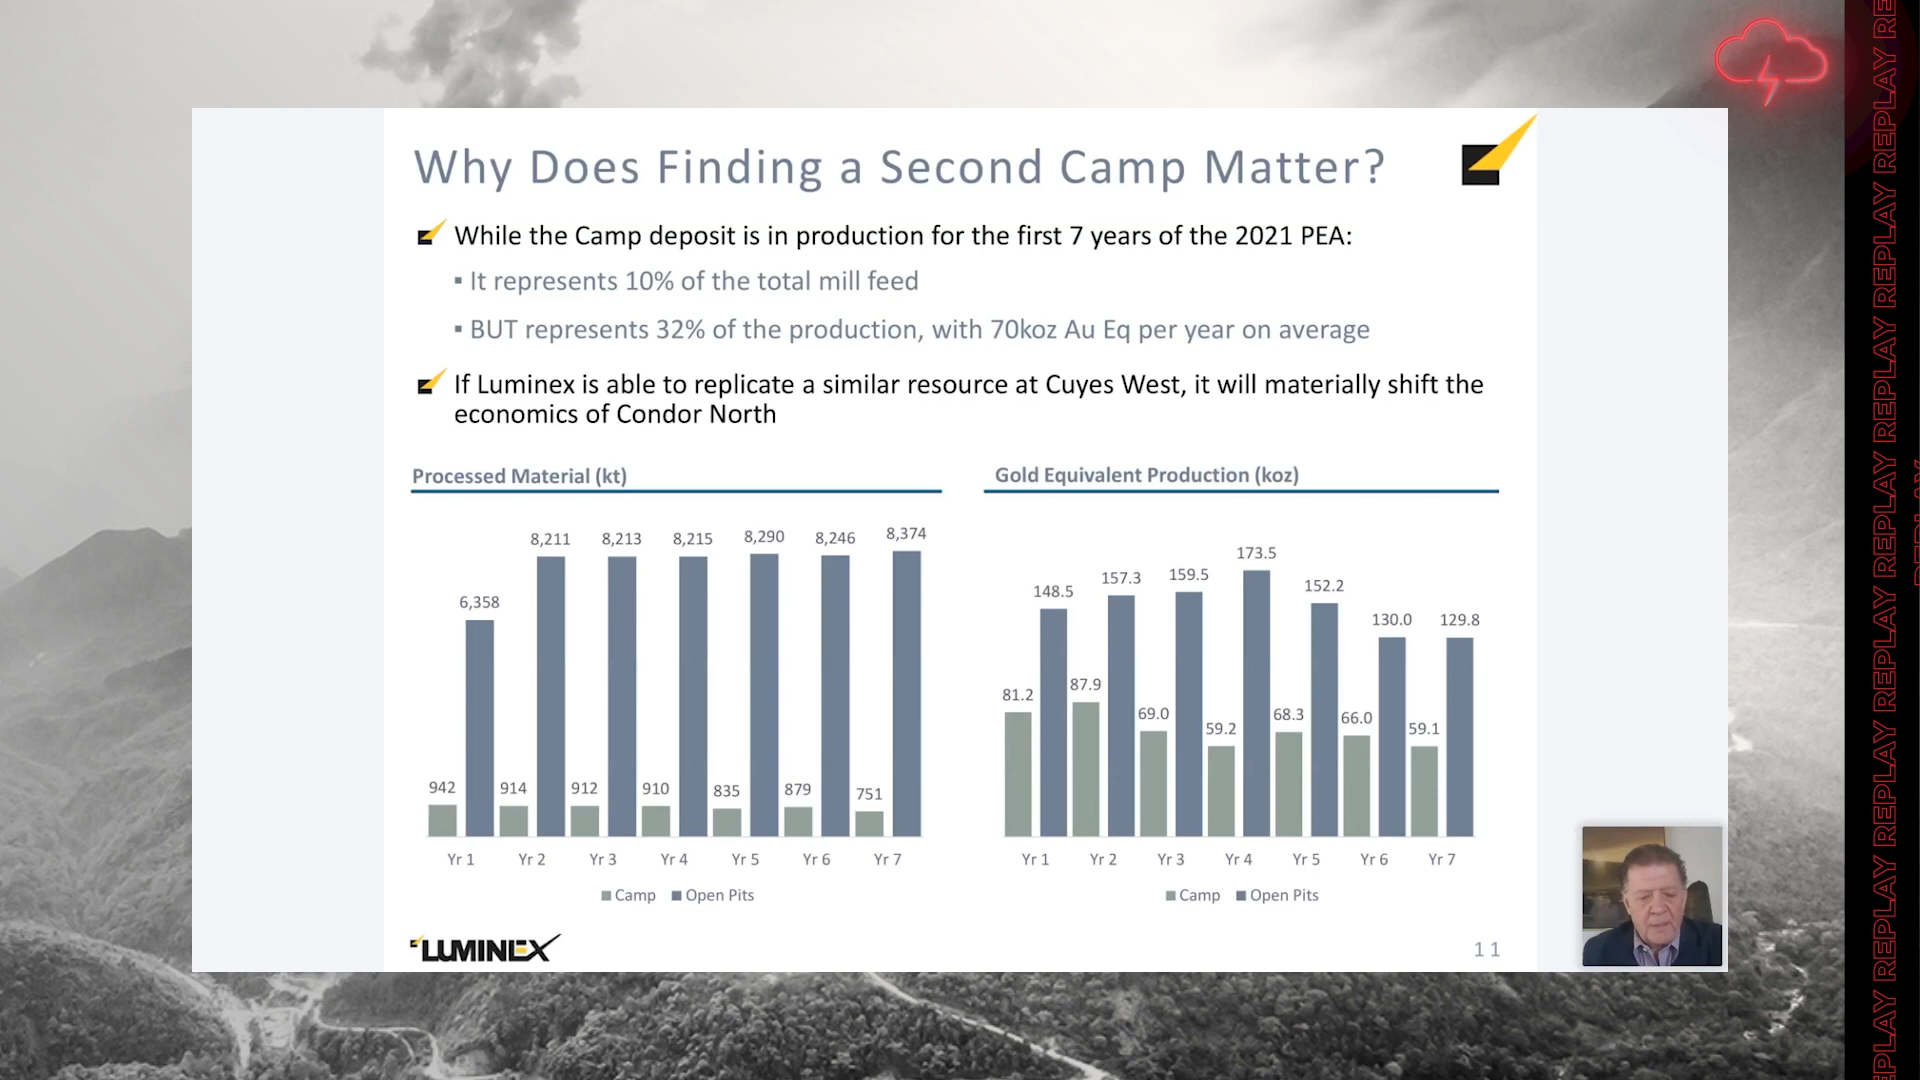 Why Does Finding a Second Camp Matter?
While the Camp deposit is in production for the first 7 years of the 2021 PEA:
▪ It represents 10% of the total mill feed
▪ BUT represents 32% of the production, with 70koz Au Eq per year on average
If Luminex is able to replicate a similar resource at Cuyes West, it will materially shift the
economics of Condor North
Processed Material (kt)
942 6,358 914 8,211 912 8,213 910 8,215 835 8,290 879 8,246 751 8,374
Yr 1 Yr 2 Yr 3 Yr 4 Yr 5 Yr 6 Yr 7
Camp Open Pits
Gold Equivalent Production (koz)
81.2 148.5 87.9 157.3 69.0 159.5 59.2 173.5 68.3 152.2 66.0 130.0 59.1 129.8
Yr 1 Yr 2 Yr 3 Yr 4 Yr 5 Yr 6 Yr 7
Camp Open Pits
LUMINEX
11
REPLAY REPLAY REPLAY REPLAY REPLAY REPLAY REPLAY REPLAY REPLAY REPLAY REPLAY